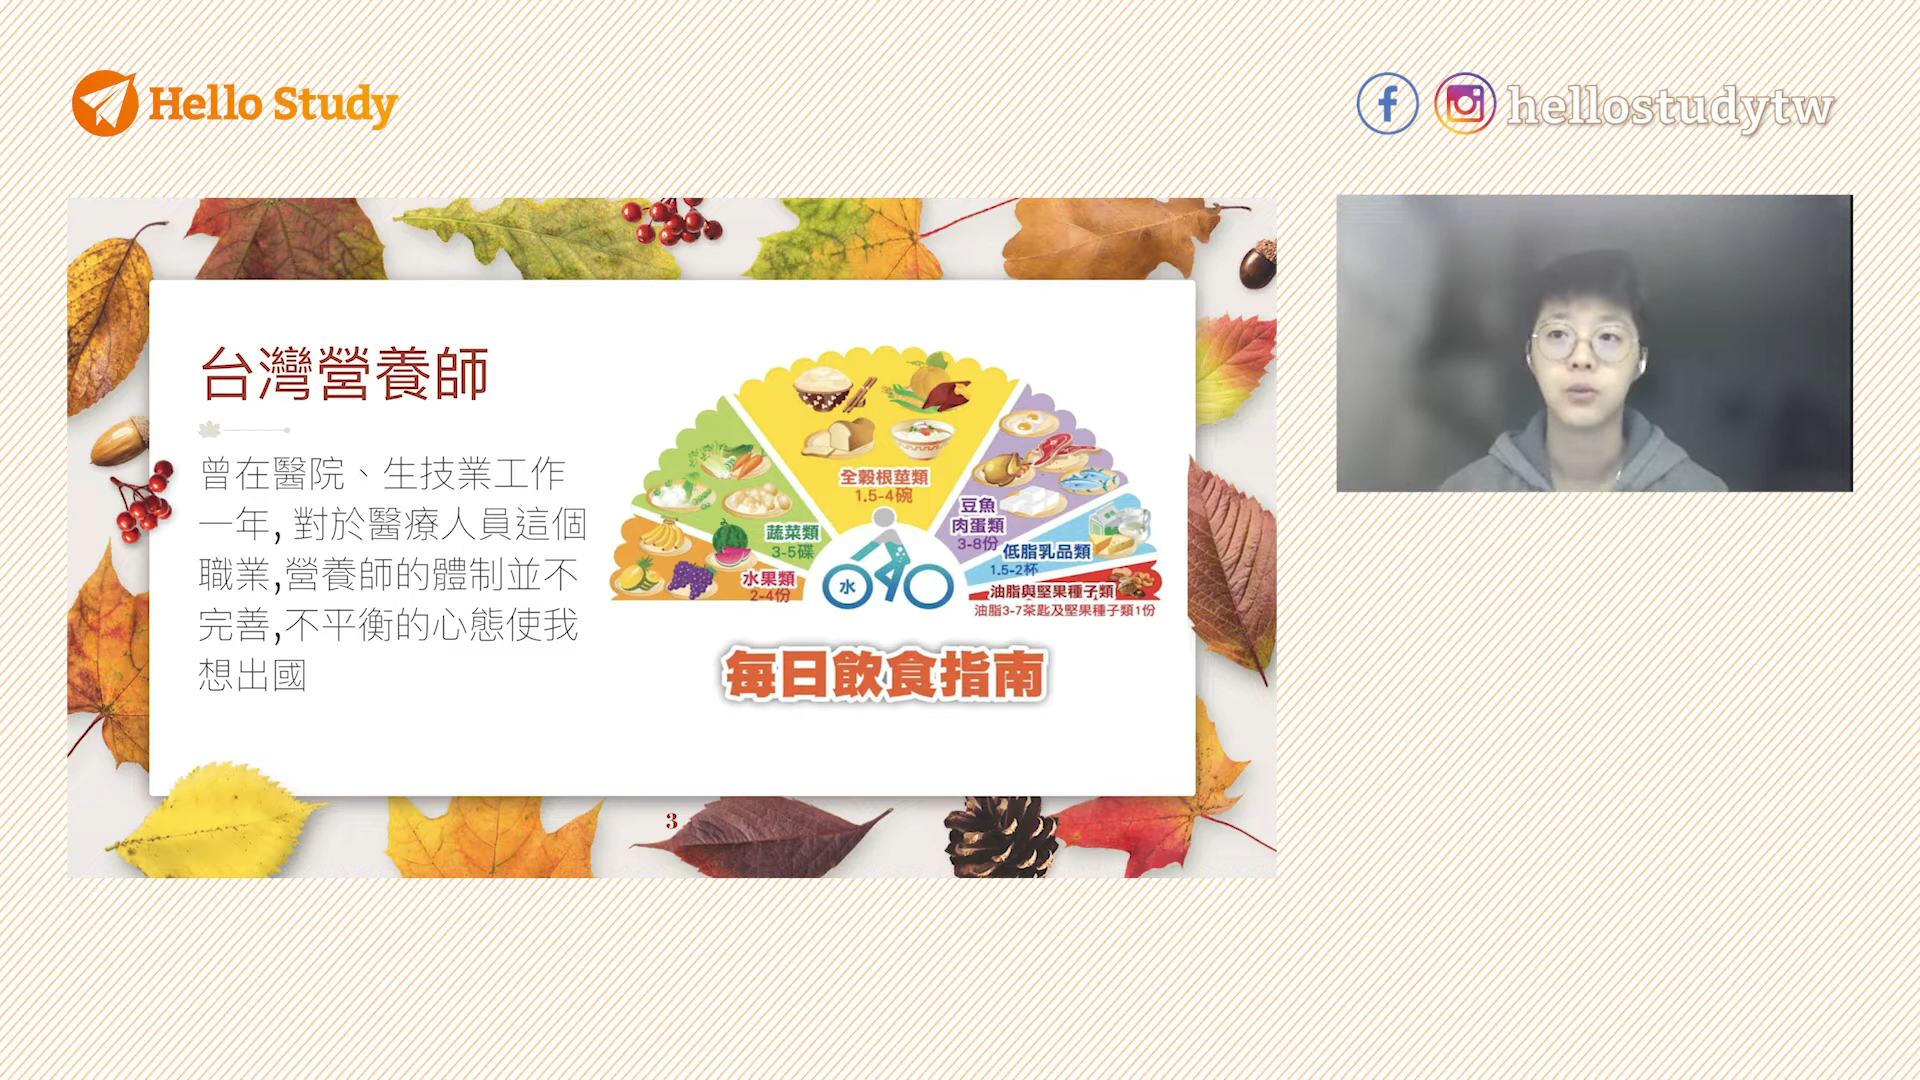 Hello Study
hellostudytw
台灣營養師
曾在醫院、生技業工作
一年, 對於醫療人員這個
職業,營養師的體制並不
完善,不平衡的心態使我
想出國
全穀根莖類
1.5-4碗
蔬菜類
3-5碟
水果類
2-4份
豆魚
肉蛋類
3-8份
低脂乳品類
1.5-2杯
油脂與堅果種子類
油脂3-7茶匙及堅果種子類1份
水
每日飲食指南
3